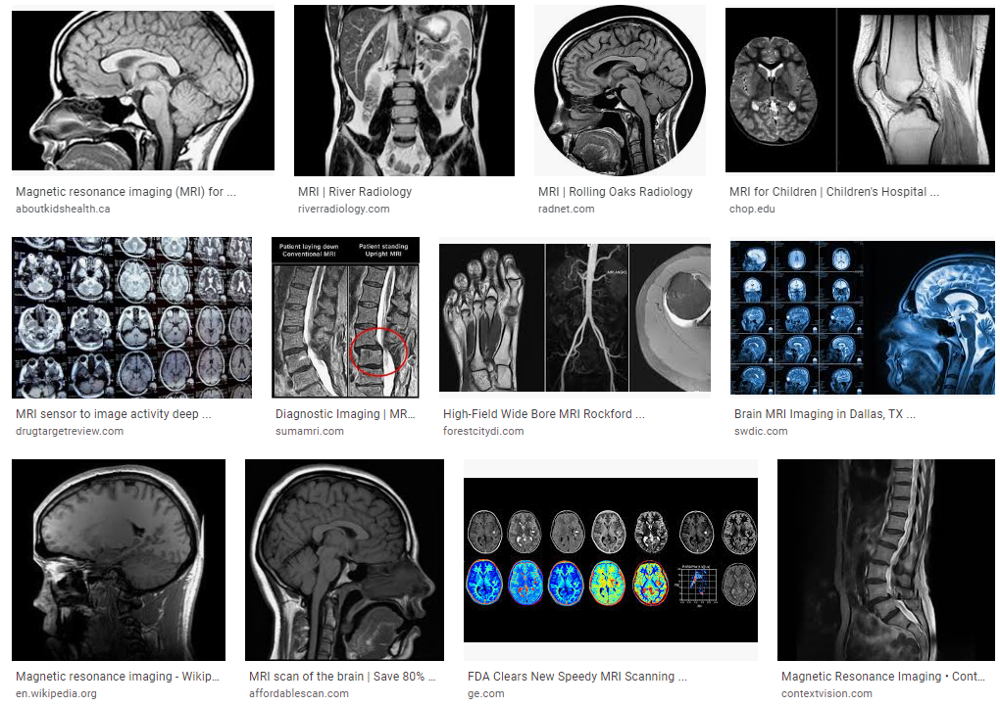 Magnetic resonance imaging (MRI) for ...
aboutkidshealth.ca
MRI | River Radiology
riverradiology.com
MRI | Rolling Oaks Radiology
radnet.com
MRI for Children | Children's Hospital ...
chop.edu
Patient laying down
Conventional MRI
Patient standing
Upright MRI
MRI ANGIO
MRI sensor to image activity deep ...
drugtargetreview.com
Diagnostic Imaging | MR...
sumamri.com
High-Field Wide Bore MRI Rockford ...
forestcitydi.com
Brain MRI Imaging in Dallas, TX ...
swdic.com
Magnetic resonance imaging - Wikip...
en.wikipedia.org
MRI scan of the brain | Save 80% ...
affordablescan.com
FDA Clears New Speedy MRI Scanning ...
ge.com
Magnetic Resonance Imaging • Cont...
contextvision.com